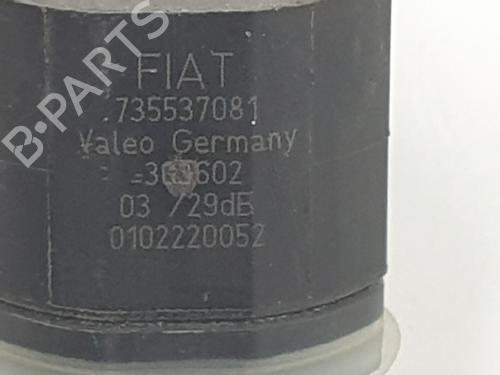 FIAT
735537081
Valeo Germany
03 /29dB
0102220052
B-PARTS